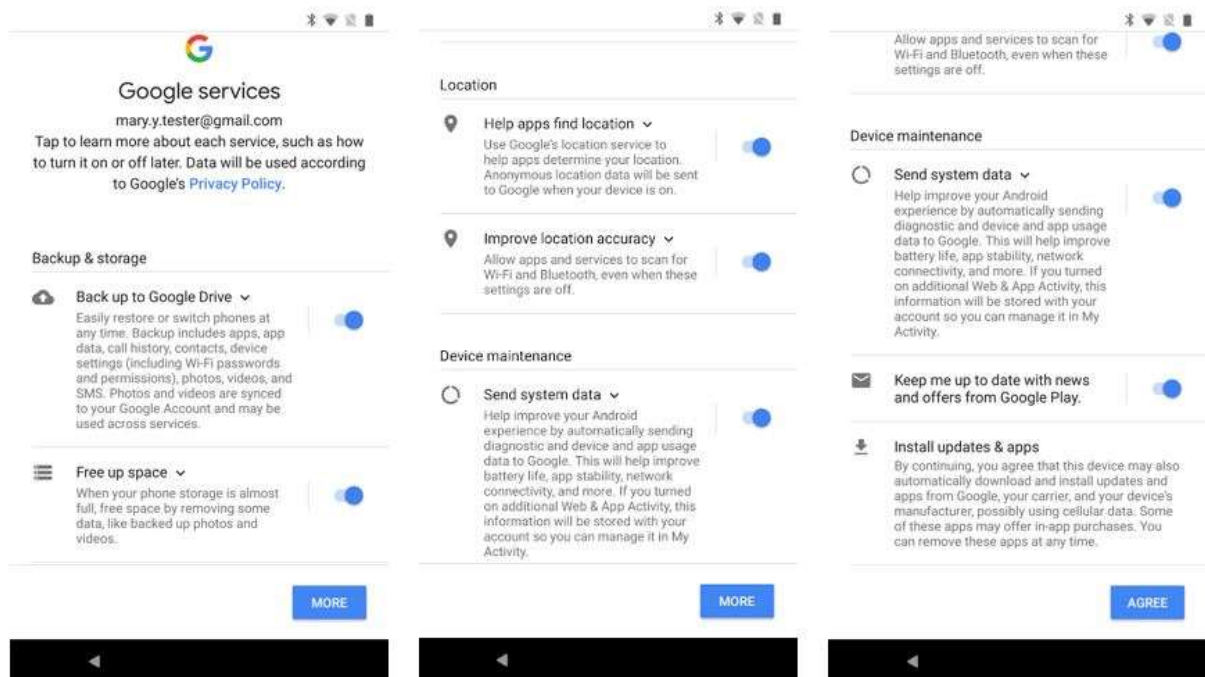 Google services
mary.y.tester@gmail.com
Tap to learn more about each service, such as how
to turn it on or off later. Data will be used according
to Google's Privacy Policy.
Backup & storage
Back up to Google Drive
Easily restore or switch phones at
any time. Backup includes apps, app
data, call history, contacts, device
settings (including Wi-Fi passwords
and permissions), photos, videos, and
SMS. Photos and videos are synced
to your Google Account and may be
used across services.
Free up space
When your phone storage is almost
full, free space by removing some
data, like backed up photos and
videos.
MORE
Location
Help apps find location
Use Google's location service to
help apps determine your location.
Anonymous location data will be sent
to Google when your device is on.
Improve location accuracy
Allow apps and services to scan for
Wi-Fi and Bluetooth, even when these
settings are off.
Device maintenance
Send system data
Help improve your Android
experience by automatically sending
diagnostic and device and app usage
data to Google. This will help improve
battery life, app stability, network
connectivity, and more. If you turned
on additional Web & App Activity, this
information will be stored with your
account so you can manage it in My
Activity.
MORE
Allow apps and services to scan for
Wi-Fi and Bluetooth, even when these
settings are off.
Device maintenance
Send system data
Help improve your Android
experience by automatically sending
diagnostic and device and app usage
data to Google. This will help improve
battery life, app stability, network
connectivity, and more. If you turned
on additional Web & App Activity, this
information will be stored with your
account so you can manage it in My
Activity.
Keep me up to date with news
and offers from Google Play.
Install updates & apps
By continuing, you agree that this device may also
automatically download and install updates and
apps from Google, your carrier, and your device's
manufacturer, possibly using cellular data. Some
of these apps may offer in-app purchases. You
can remove these apps at any time.
AGREE